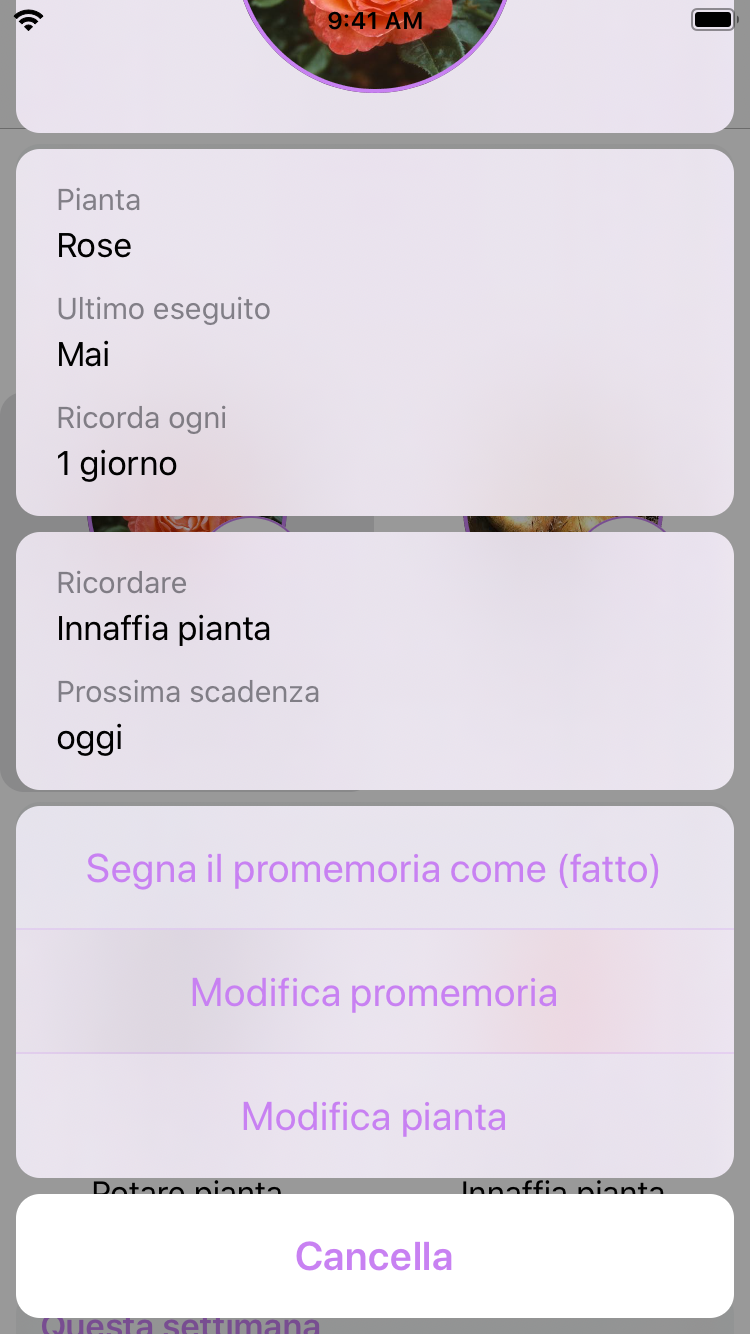 9:41 AM
Pianta
Rose
Ultimo eseguito
Mai
Ricorda ogni
1 giorno
Ricordare
Innaffia pianta
Prossima scadenza
oggi
Segna il promemoria come (fatto)
Modifica promemoria
Modifica pianta
Potare pianta
Innaffia pianta
Cancella
Questa settimana